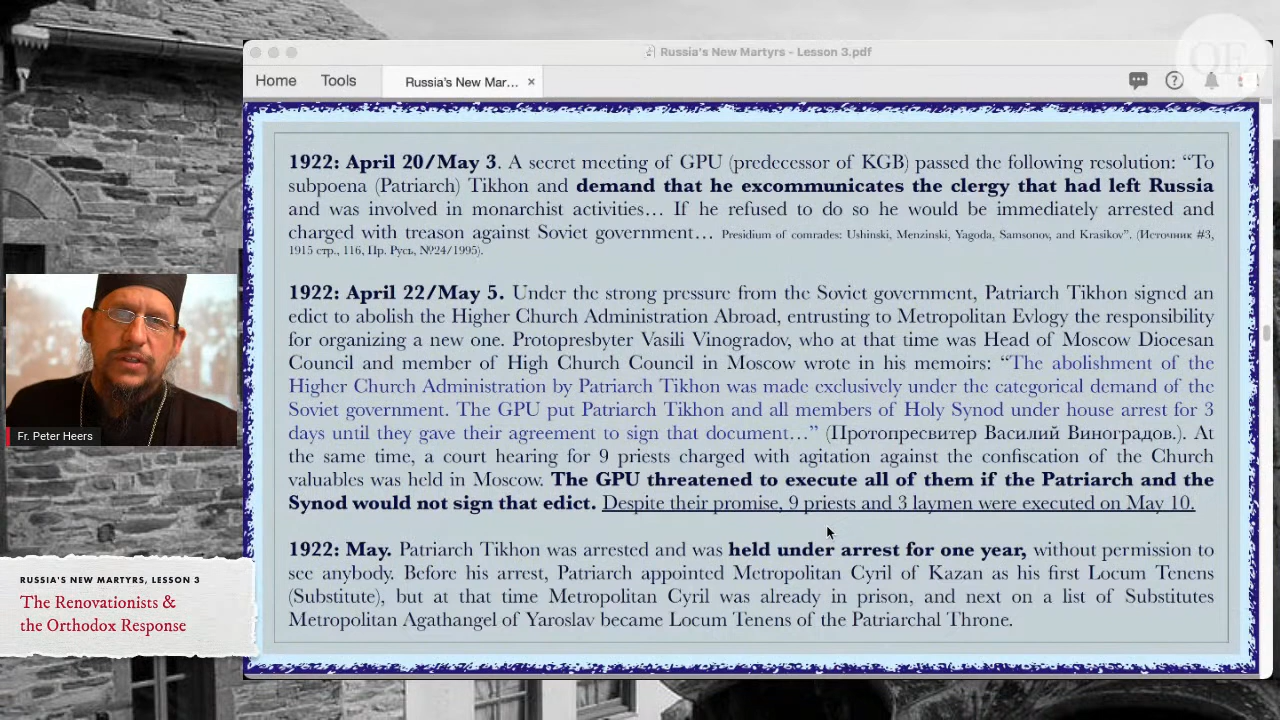 Russia's New Martyrs - Lesson 3.pdf
OE
Home
Tools
Russia's New Mar... ×
1922: April 20/May 3. A secret meeting of GPU (predecessor of KGB) passed the following resolution: “To
subpoena (Patriarch) Tikhon and demand that he excommunicates the clergy that had left Russia
and was involved in monarchist activities… If he refused to do so he would be immediately arrested and
charged with treason against Soviet government… Presidium of comrades: Ushinski, Menzinski, Yagoda, Samsonov, and Krasikov”. (Источник #3,
1915 стр., 116, Пр. Русь, №24/1995).
1922: April 22/May 5. Under the strong pressure from the Soviet government, Patriarch Tikhon signed an
edict to abolish the Higher Church Administration Abroad, entrusting to Metropolitan Evlogy the responsibility
for organizing a new one. Protopresbyter Vasili Vinogradov, who at that time was Head of Moscow Diocesan
Council and member of High Church Council in Moscow wrote in his memoirs: “The abolishment of the
Higher Church Administration by Patriarch Tikhon was made exclusively under the categorical demand of the
Soviet government. The GPU put Patriarch Tikhon and all members of Holy Synod under house arrest for 3
days until they gave their agreement to sign that document…” (Протопресвитер Василий Виноградов.). At
the same time, a court hearing for 9 priests charged with agitation against the confiscation of the Church
valuables was held in Moscow. The GPU threatened to execute all of them if the Patriarch and the
Synod would not sign that edict. Despite their promise, 9 priests and 3 laymen were executed on May 10.
1922: May. Patriarch Tikhon was arrested and was held under arrest for one year, without permission to
see anybody. Before his arrest, Patriarch appointed Metropolitan Cyril of Kazan as his first Locum Tenens
(Substitute), but at that time Metropolitan Cyril was already in prison, and next on a list of Substitutes
Metropolitan Agathangel of Yaroslav became Locum Tenens of the Patriarchal Throne.
Fr. Peter Heers
RUSSIA'S NEW MARTYRS, LESSON 3
The Renovationists &
the Orthodox Response